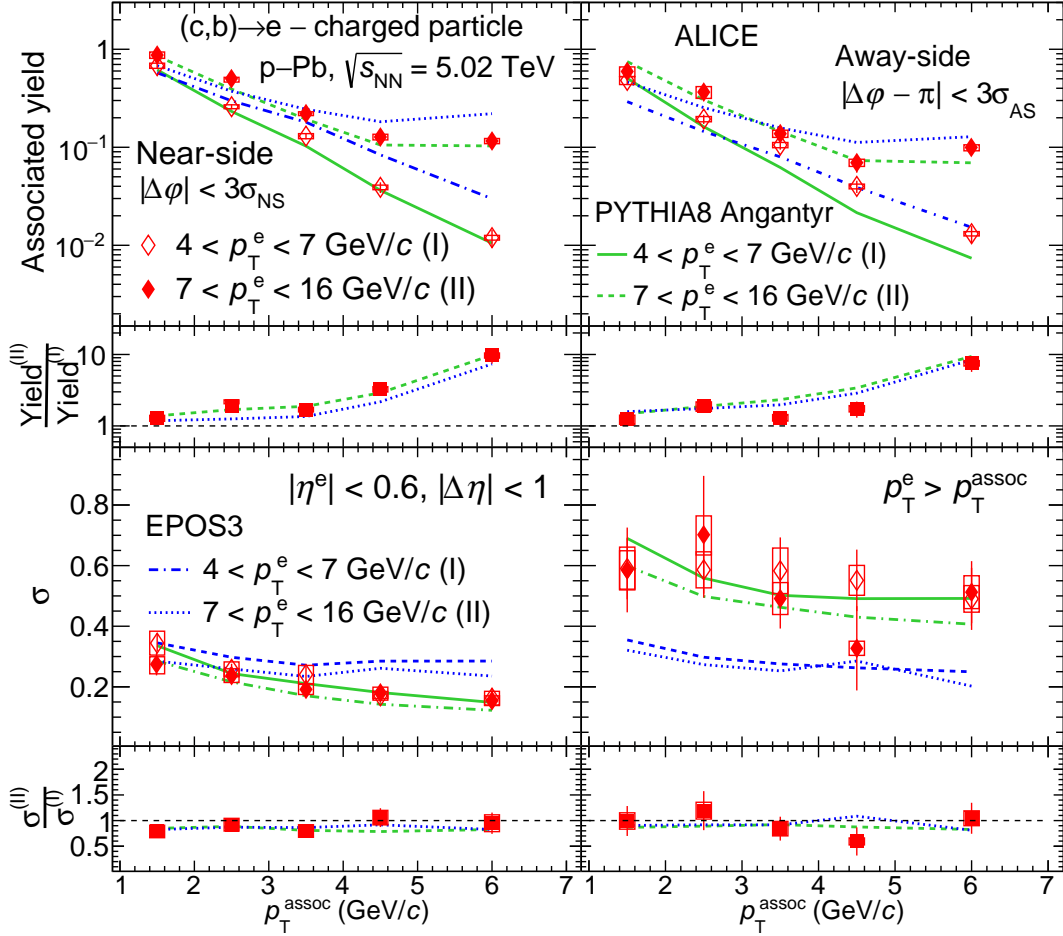 (c,b)→e − charged particle
p−Pb, √s_NN = 5.02 TeV
ALICE
Away-side
|Δφ − π| < 3σ_AS
Associated yield
1
10⁻¹
10⁻²
Near-side
|Δφ| < 3σ_NS
4 < p_T^e < 7 GeV/c (I)
7 < p_T^e < 16 GeV/c (II)
PYTHIA8 Angantyr
4 < p_T^e < 7 GeV/c (I)
7 < p_T^e < 16 GeV/c (II)
Yield^(II)
Yield^(I)
10
1
|η^e| < 0.6, |Δη| < 1
p_T^e > p_T^assoc
EPOS3
4 < p_T^e < 7 GeV/c (I)
7 < p_T^e < 16 GeV/c (II)
σ
0.8
0.6
0.4
0.2
σ^(II)
σ^(I)
2
1.5
1
0.5
1 2 3 4 5 6 7
1 2 3 4 5 6 7
p_T^assoc (GeV/c)
p_T^assoc (GeV/c)